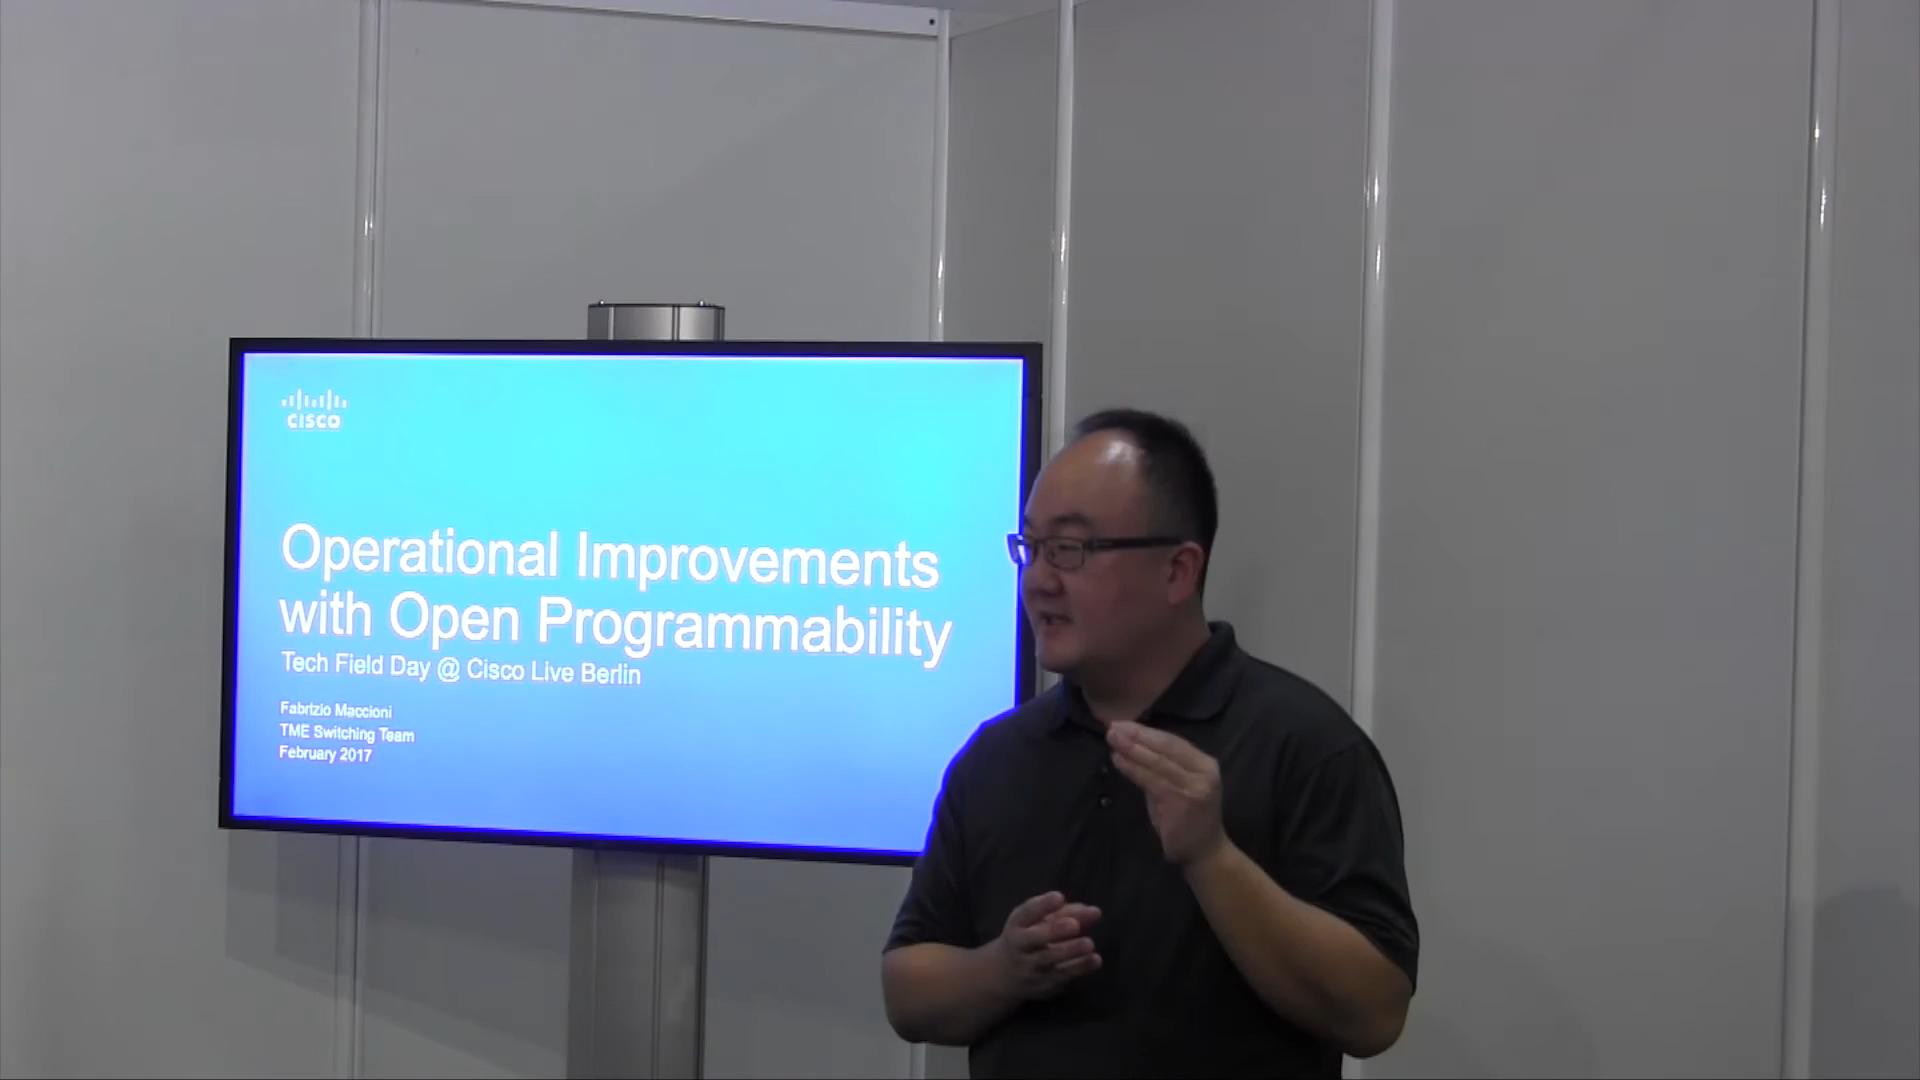 CISCO
Operational Improvements
with Open Programmability
Tech Field Day @ Cisco Live Berlin
Fabrizio Maccioni
TME Switching Team
February 2017